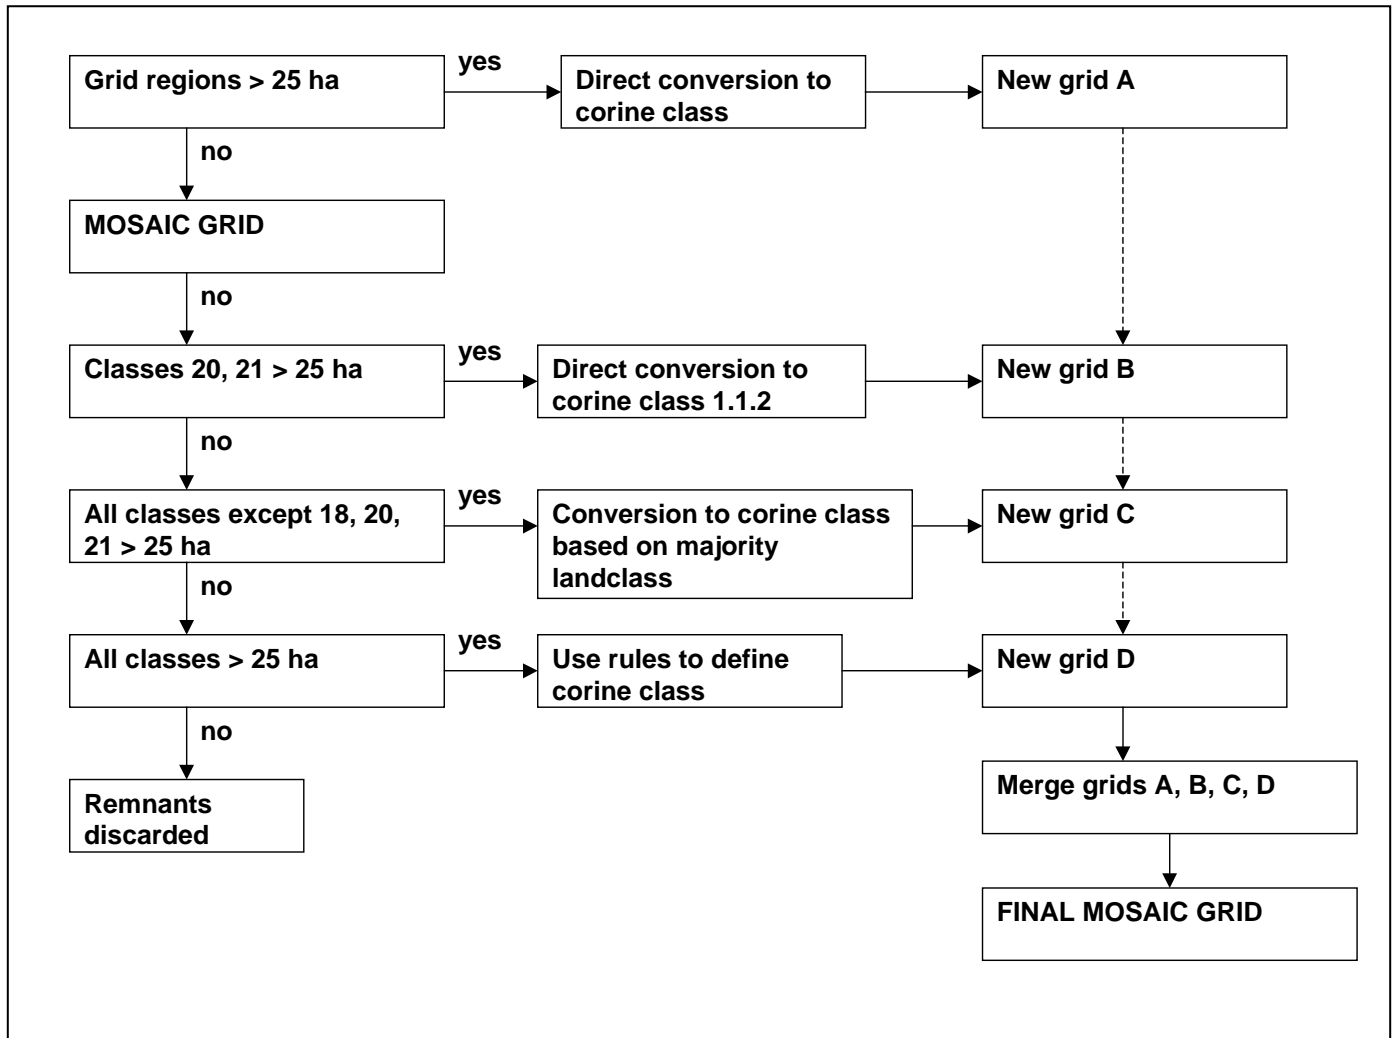 Grid regions > 25 ha
yes
Direct conversion to
corine class
New grid A
no
MOSAIC GRID
no
Classes 20, 21 > 25 ha
yes
Direct conversion to
corine class 1.1.2
New grid B
no
All classes except 18, 20,
21 > 25 ha
yes
Conversion to corine class
based on majority
landclass
New grid C
no
All classes > 25 ha
yes
Use rules to define
corine class
New grid D
no
Remnants
discarded
Merge grids A, B, C, D
FINAL MOSAIC GRID